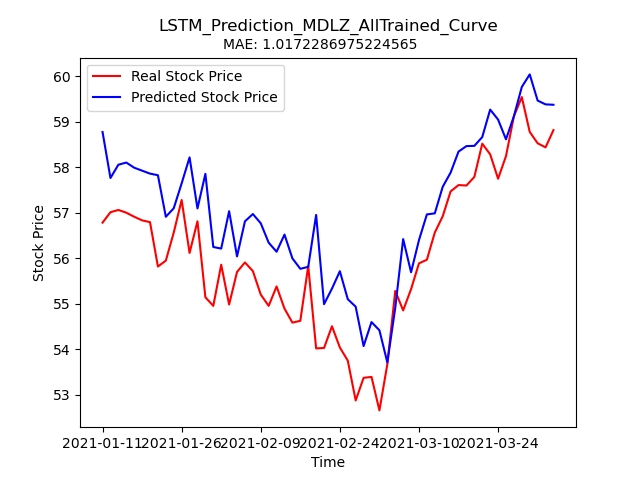 LSTM_Prediction_MDLZ_AllTrained_Curve
MAE: 1.0172286975224565
Real Stock Price
Predicted Stock Price
Stock Price
60
59
58
57
56
55
54
53
2021-01-11
2021-01-26
2021-02-09
2021-02-24
2021-03-10
2021-03-24
Time